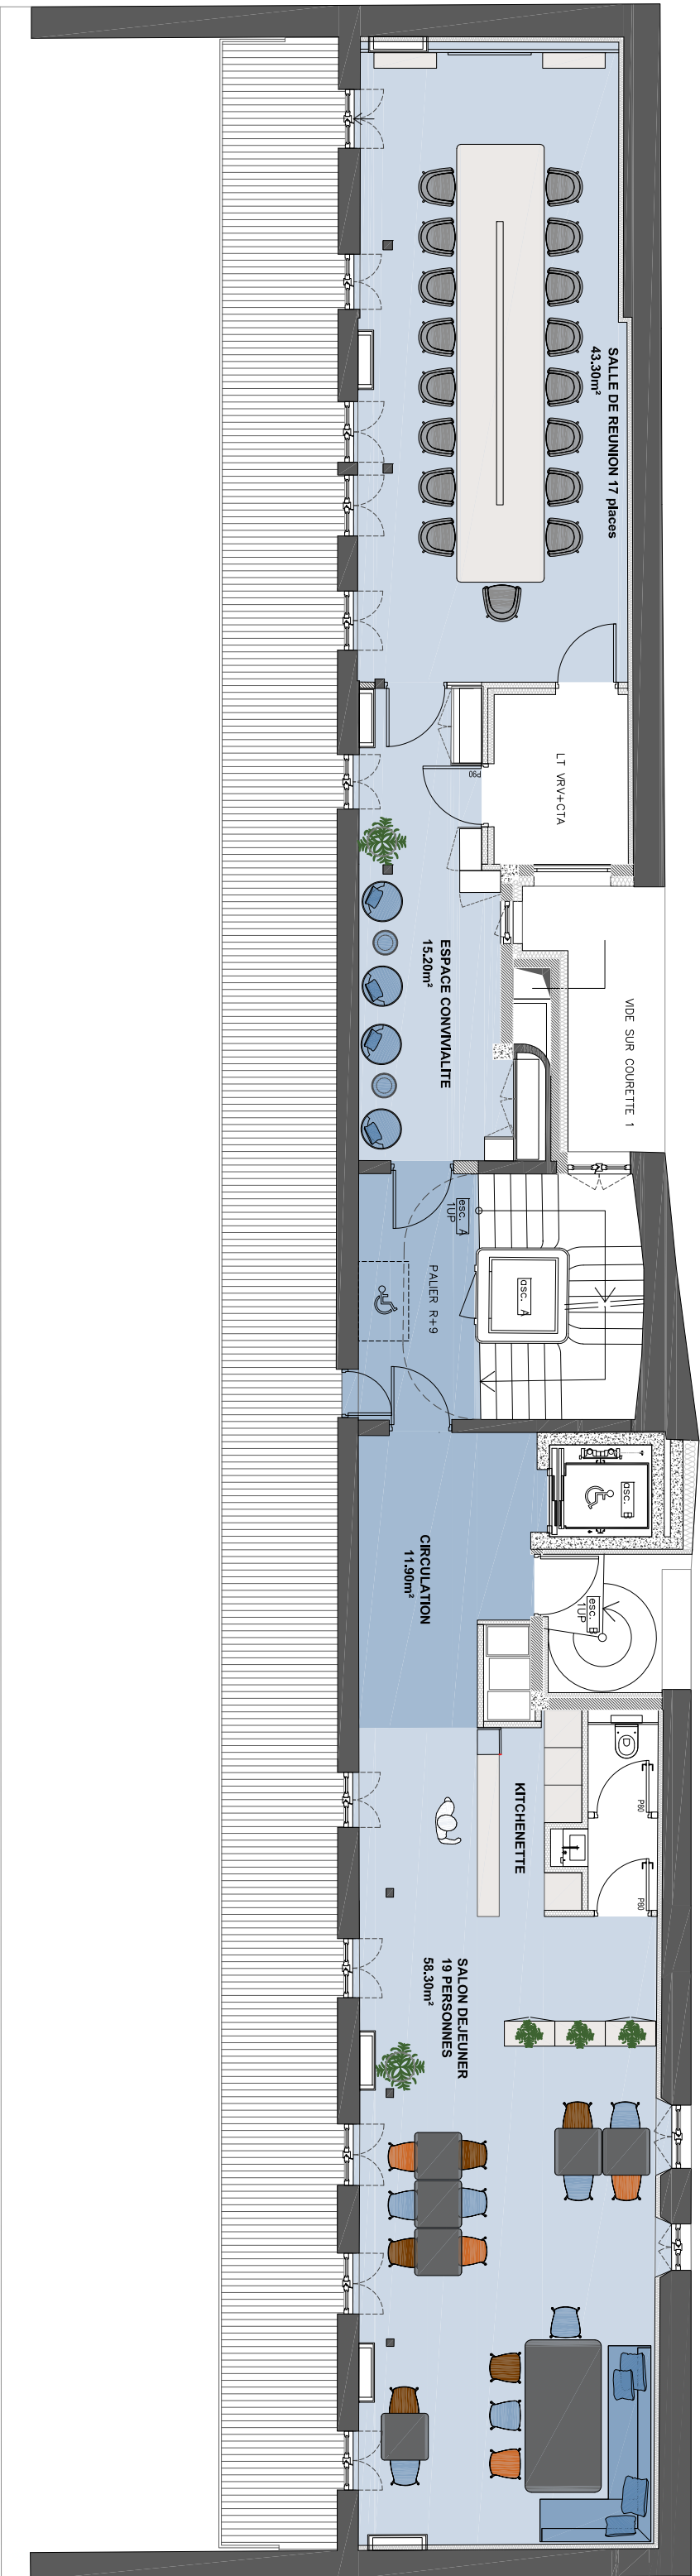 SALLE DE REUNION 17 places
43.30m²
LT VRV+CTA
P80
ESPACE CONVIVIALITE
15.20m²
VIDE SUR COURETTE 1
esc. A
1UP
asc. A
PALIER R+9
asc. B
CIRCULATION
11.90m²
esc. B
1UP
KITCHENETTE
P80
P80
SALON DEJEUNER
19 PERSONNES
58.30m²